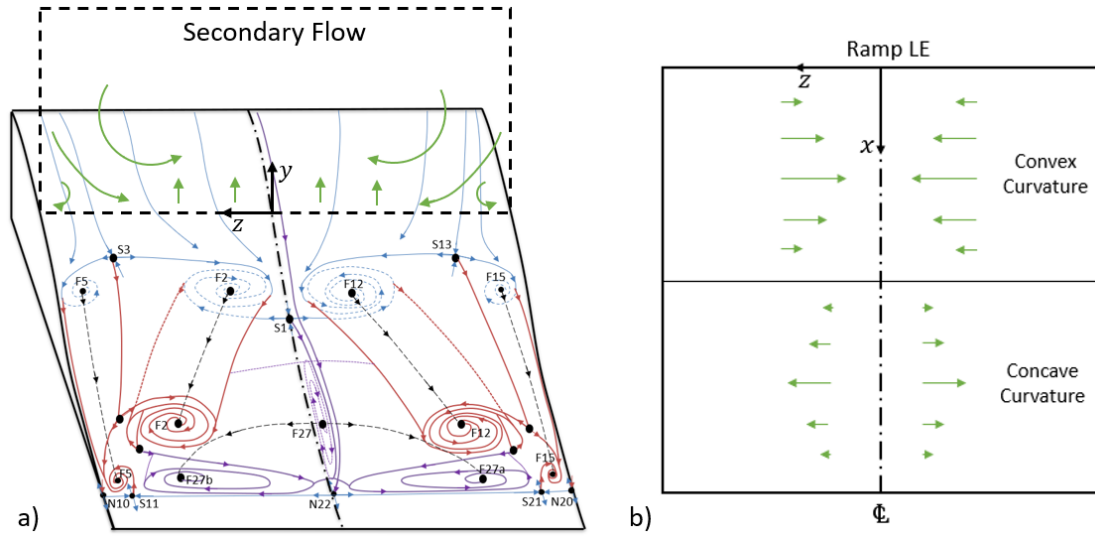 Secondary Flow
y
z
S3
S13
F5
F2
F12
F15
S1
F2
F27
F12
F5
F27b
F27a
F15
N10
S11
N22
S21
N20
a)
Ramp LE
z
x
Convex
Curvature
Concave
Curvature
℄
b)